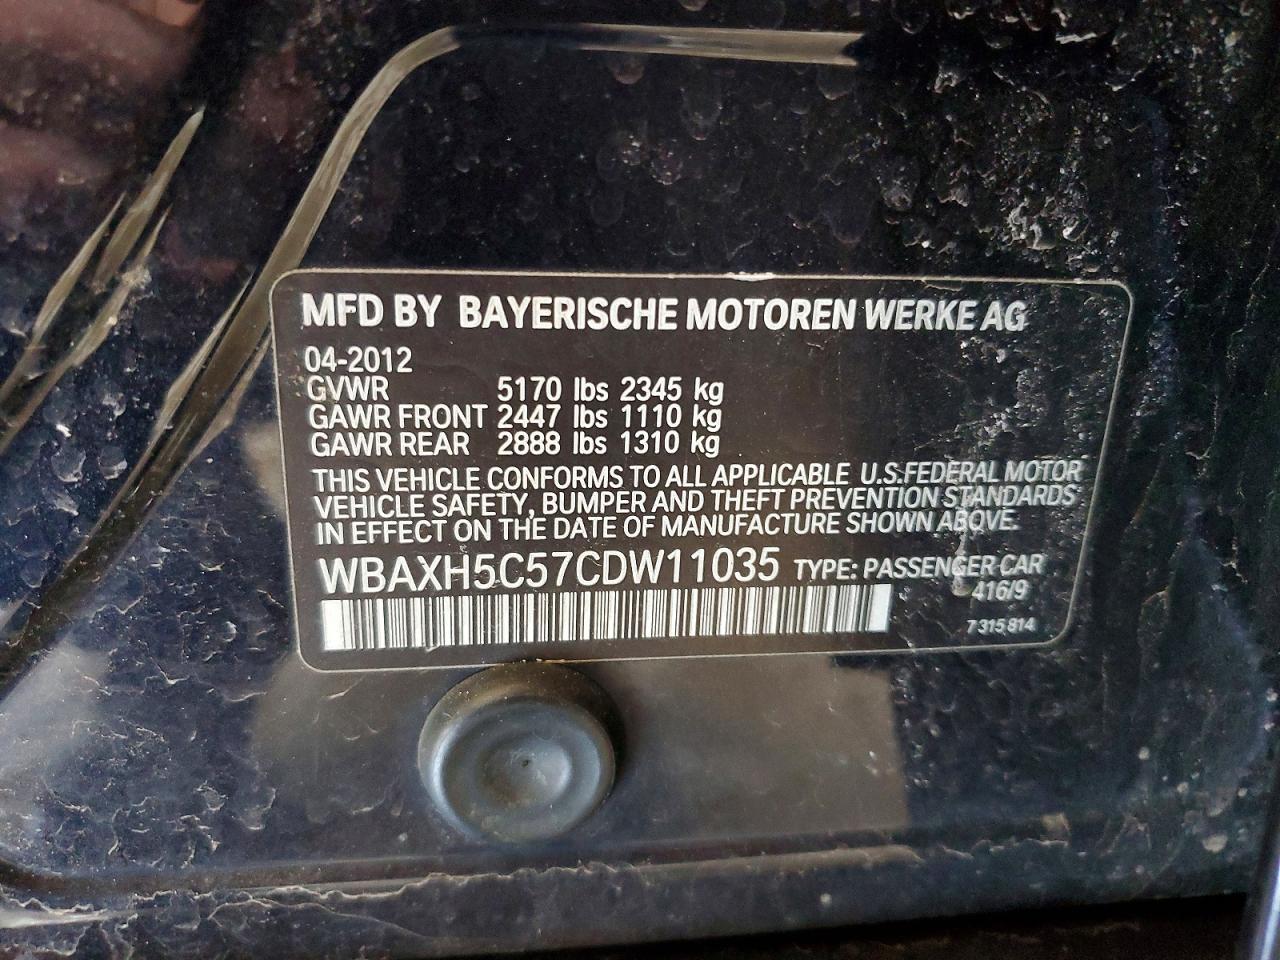 MFD BY BAYERISCHE MOTOREN WERKE AG
04-2012
GVWR 5170 lbs 2345 kg
GAWR FRONT 2447 lbs 1110 kg
GAWR REAR 2888 lbs 1310 kg
THIS VEHICLE CONFORMS TO ALL APPLICABLE U.S.FEDERAL MOTOR
VEHICLE SAFETY, BUMPER AND THEFT PREVENTION STANDARDS
IN EFFECT ON THE DATE OF MANUFACTURE SHOWN ABOVE.
WBAXH5C57CDW11035 TYPE: PASSENGER CAR
416/9
7 315 814